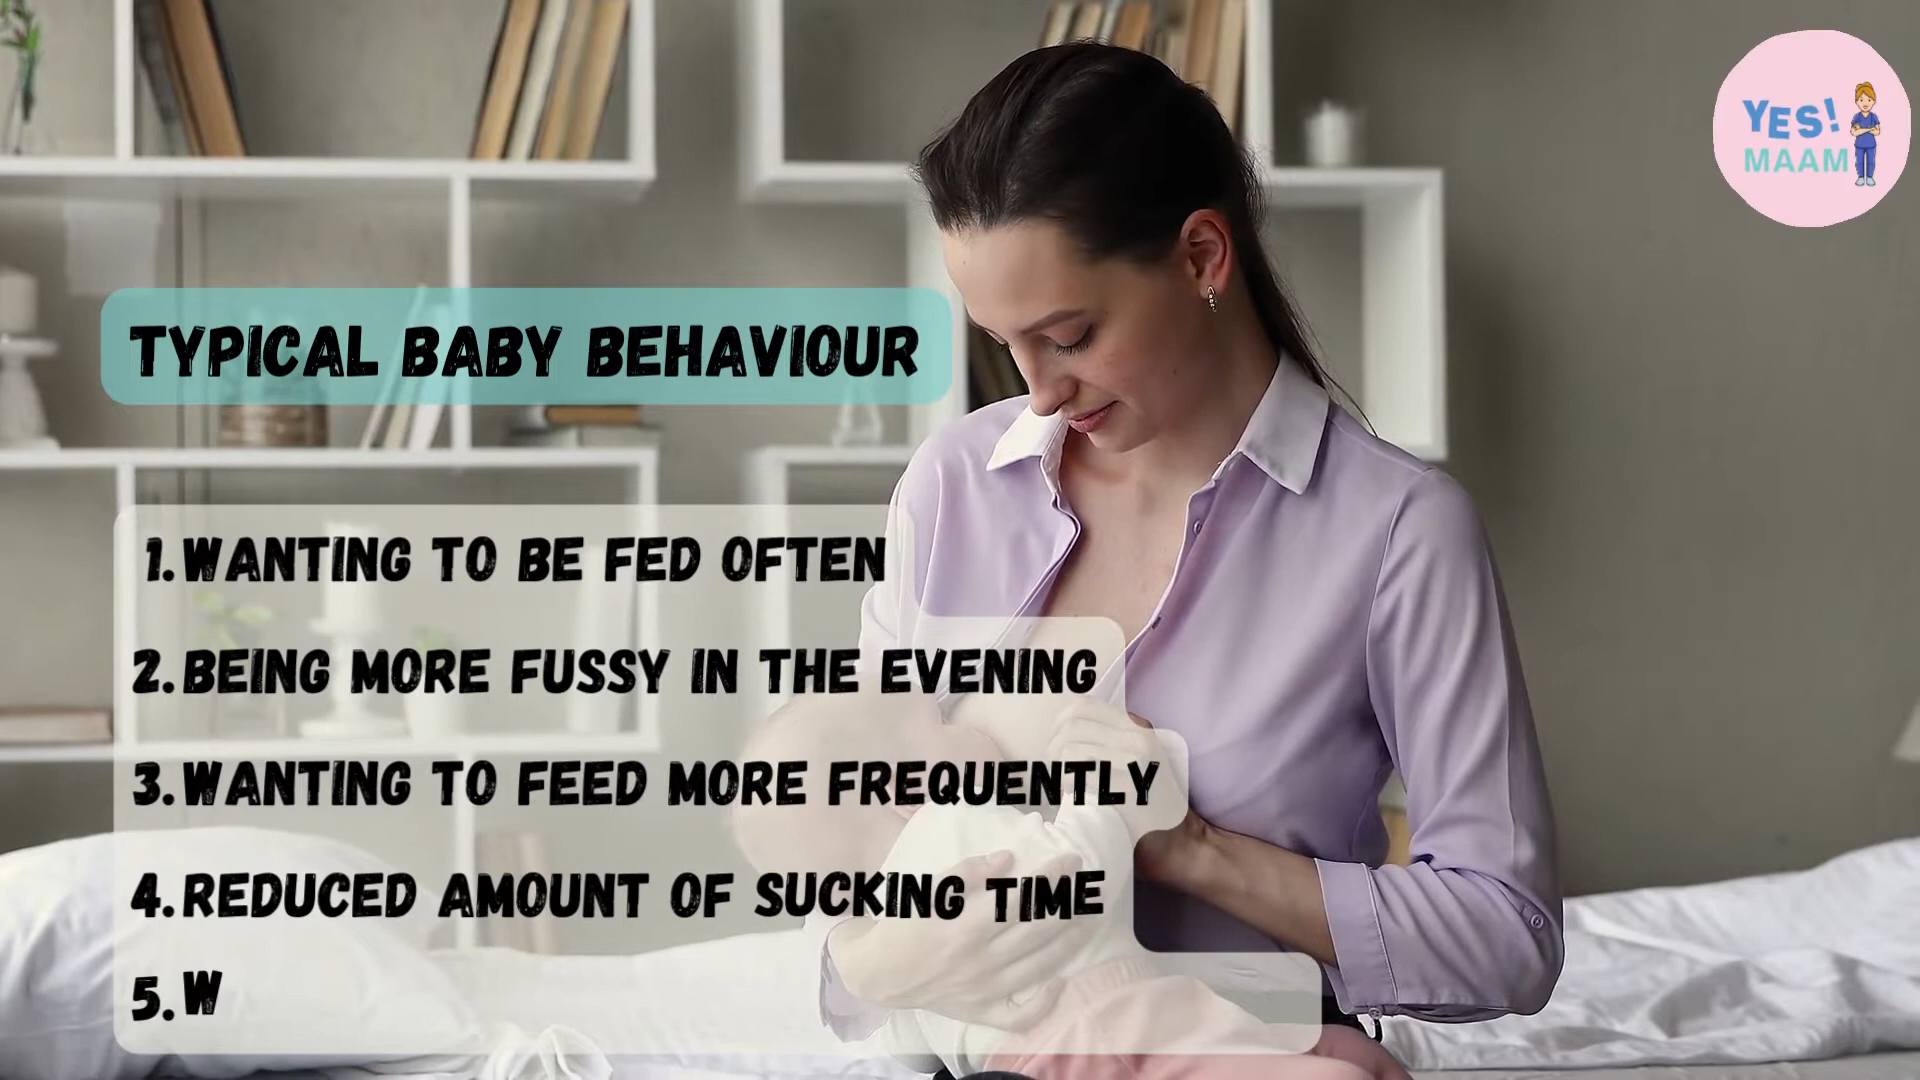 YES!
MAAM
TYPICAL BABY BEHAVIOUR
1. WANTING TO BE FED OFTEN
2. BEING MORE FUSSY IN THE EVENING
3. WANTING TO FEED MORE FREQUENTLY
4. REDUCED AMOUNT OF SUCKING TIME
5. W